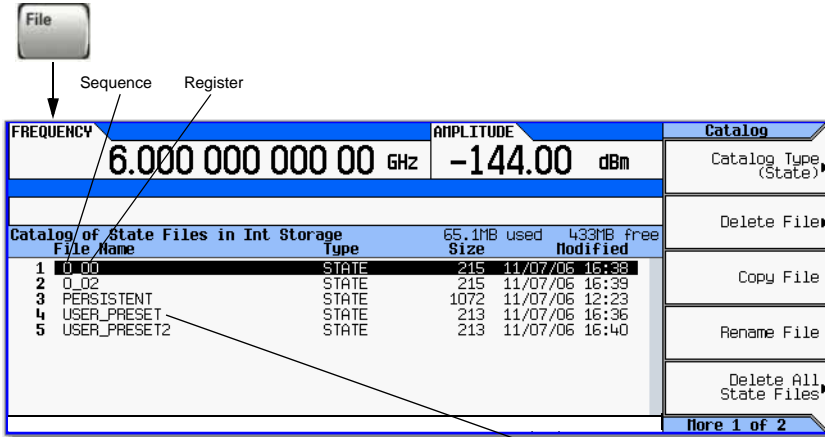 File
Sequence Register
FREQUENCY
6.000 000 000 00 GHz
AMPLITUDE
-144.00 dBm
Catalog of State Files in Int Storage 65.1MB used 433MB free
File Name Type Size Modified
1 0_00 STATE 215 11/07/06 16:38
2 0_02 STATE 215 11/07/06 16:39
3 PERSISTENT STATE 1072 11/07/06 12:23
4 USER_PRESET STATE 213 11/07/06 16:36
5 USER_PRESET2 STATE 213 11/07/06 16:40
Catalog
Catalog Type
(State)
Delete File
Copy File
Rename File
Delete All
State Files
More 1 of 2